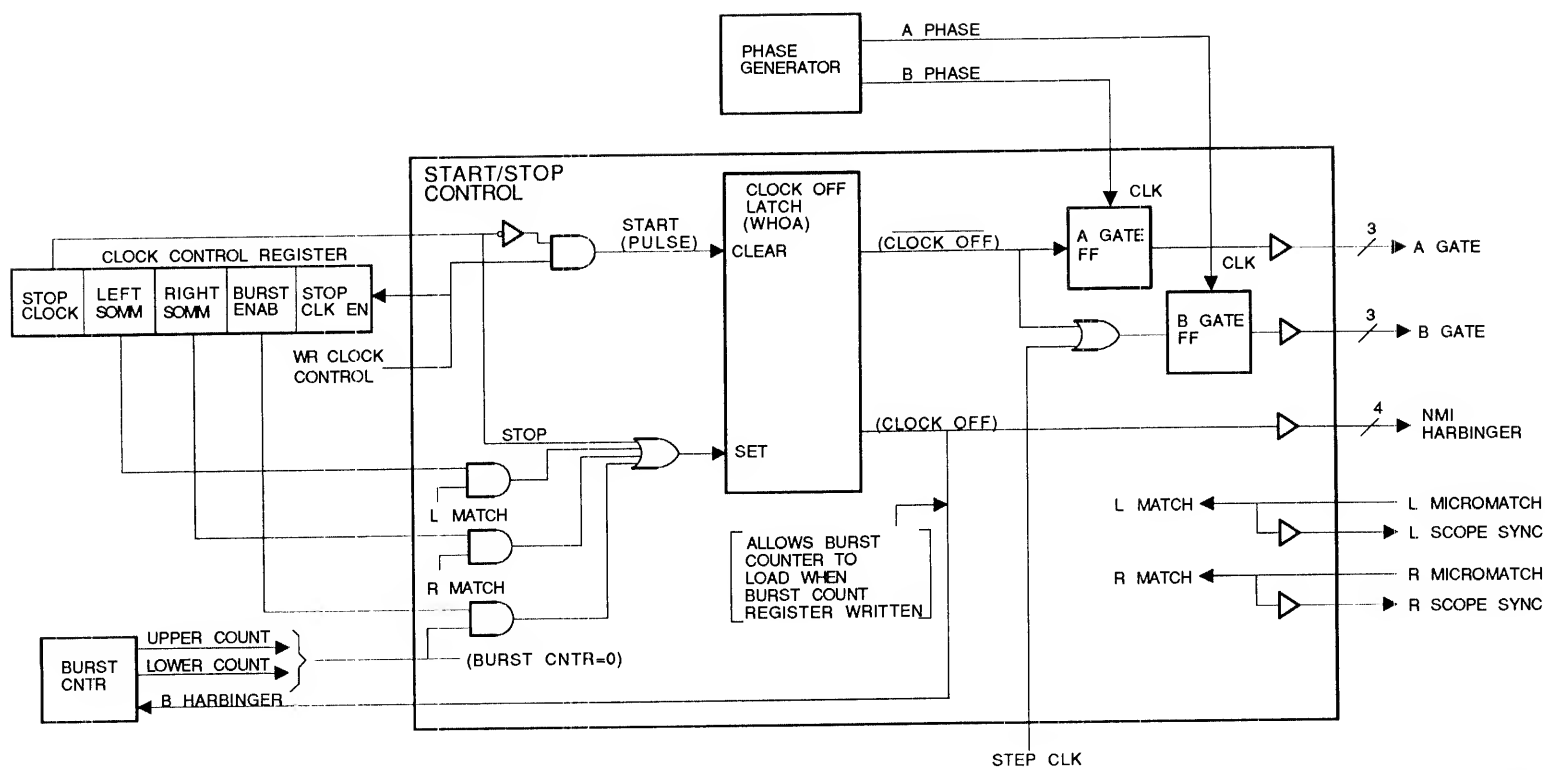 PHASE
GENERATOR
A PHASE
B PHASE
START/STOP
CONTROL
CLOCK OFF
LATCH
(WHOA)
CLEAR
SET
START
(PULSE)
CLOCK CONTROL REGISTER
STOP
CLOCK
LEFT
SOMM
RIGHT
SOMM
BURST
ENAB
STOP
CLK EN
WR CLOCK
CONTROL
STOP
L MATCH
R MATCH
(BURST CNTR=0)
(CLOCK OFF)
CLK
A GATE
FF
CLK
B GATE
FF
3
A GATE
3
B GATE
(CLOCK OFF)
4
NMI
HARBINGER
ALLOWS BURST
COUNTER TO
LOAD WHEN
BURST COUNT
REGISTER WRITTEN
L MATCH
L MICROMATCH
L SCOPE SYNC
R MATCH
R MICROMATCH
R SCOPE SYNC
BURST
CNTR
UPPER COUNT
LOWER COUNT
B HARBINGER
STEP CLK